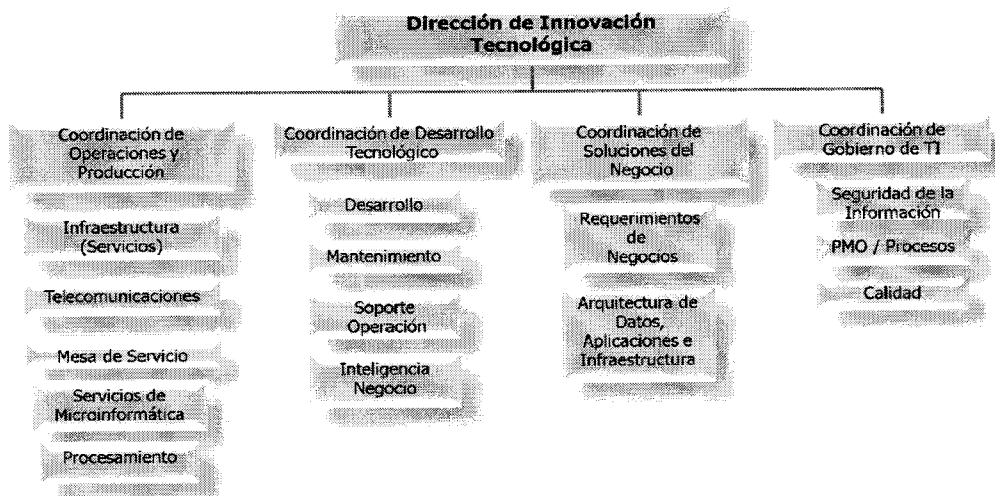 Dirección de Innovación
Tecnológica
Coordinación de
Operaciones y
Producción
Infraestructura
(Servicios)
Telecomunicaciones
Mesa de Servicio
Servicios de
Microinformática
Procesamiento
Coordinación de Desarrollo
Tecnológico
Desarrollo
Mantenimiento
Soporte
Operación
Inteligencia
Negocio
Coordinación de
Soluciones del
Negocio
Requerimientos
de
Negocios
Arquitectura de
Datos,
Aplicaciones e
Infraestructura
Coordinación de
Gobierno de TI
Seguridad de la
Información
PMO / Procesos
Calidad